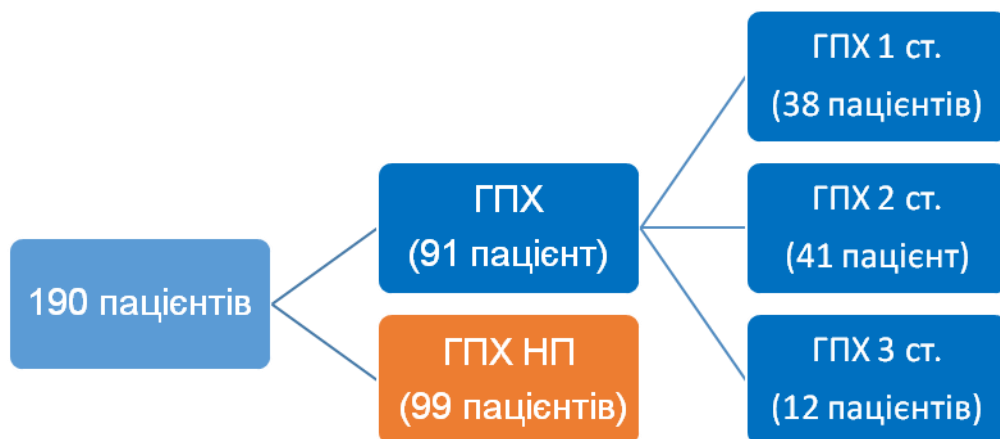 190 пацієнтів
ГПХ
(91 пацієнт)
ГПХ НП
(99 пацієнтів)
ГПХ 1 ст.
(38 пацієнтів)
ГПХ 2 ст.
(41 пацієнт)
ГПХ 3 ст.
(12 пацієнтів)